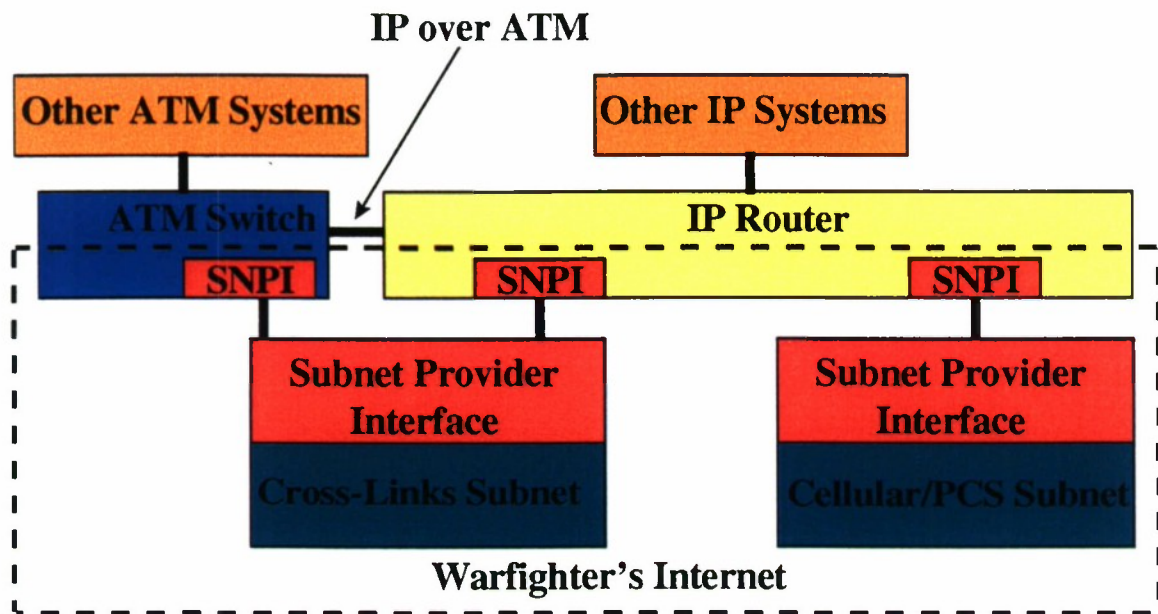 IP over ATM
Other ATM Systems
Other IP Systems
ATM Switch
IP Router
SNPI
SNPI
SNPI
Subnet Provider
Interface
Subnet Provider
Interface
Cross-Links Subnet
Cellular/PCS Subnet
Warfighter's Internet